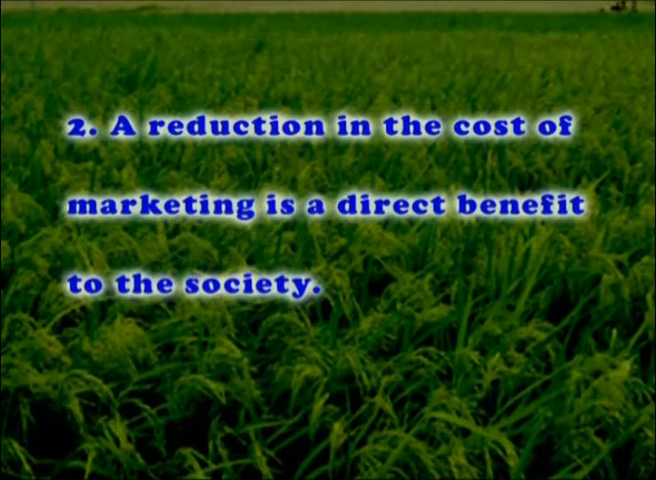 2. A reduction in the cost of
marketing is a direct benefit
to the society.